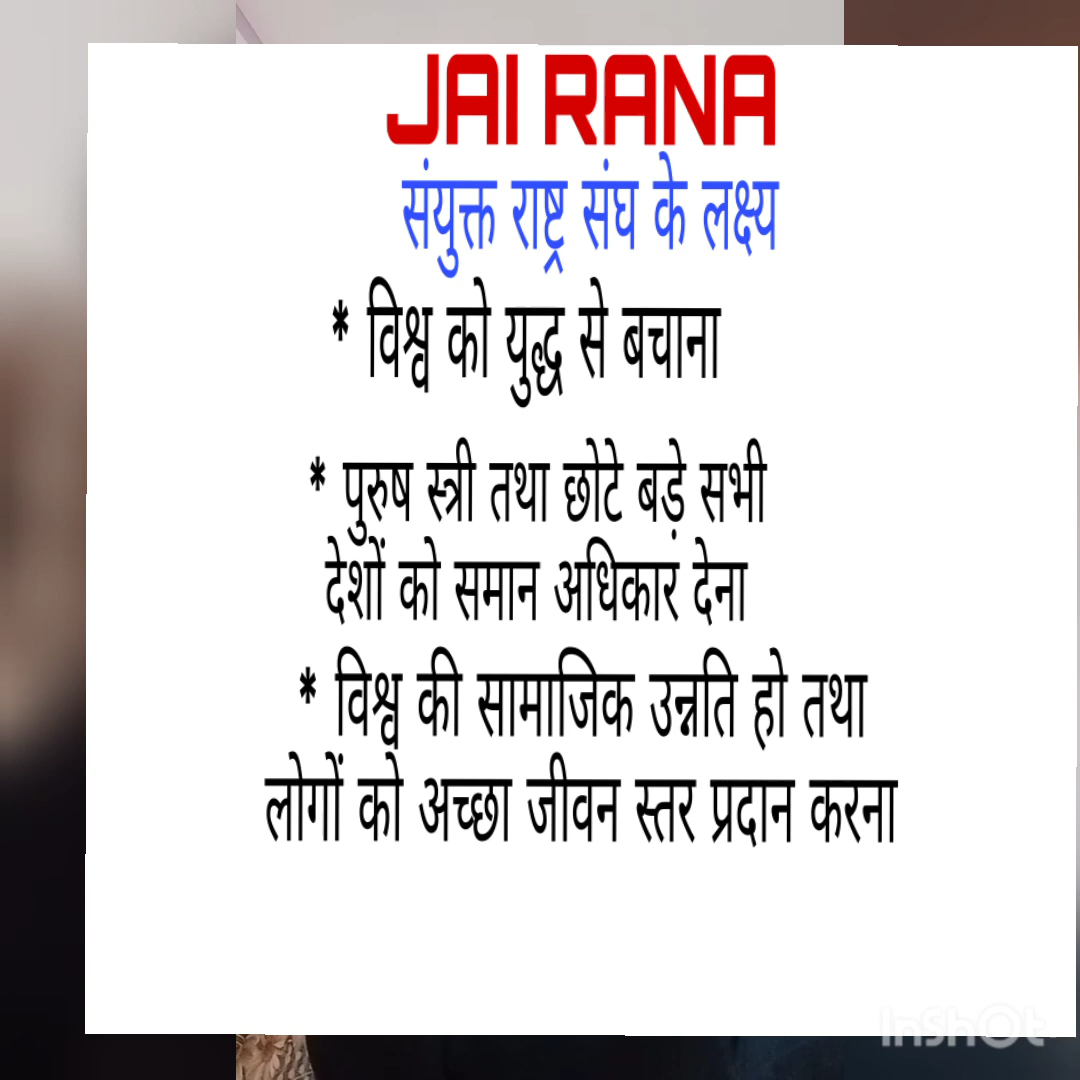 JAI RANA
संयुक्त राष्ट्र संघ के लक्ष्य
* विश्व को युद्ध से बचाना
* पुरुष स्त्री तथा छोटे बड़े सभी
देशों को समान अधिकार देना
* विश्व की सामाजिक उन्नति हो तथा
लोगों को अच्छा जीवन स्तर प्रदान करना
InShOt